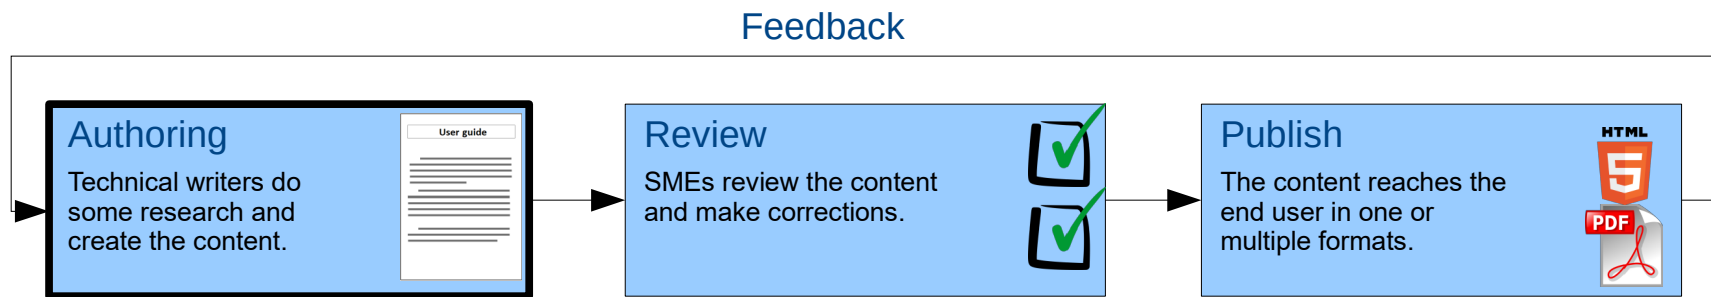 Feedback
Authoring
Technical writers do
some research and
create the content.
User guide
Review
SMEs review the content
and make corrections.
Publish
The content reaches the
end user in one or
multiple formats.
HTML
5
PDF